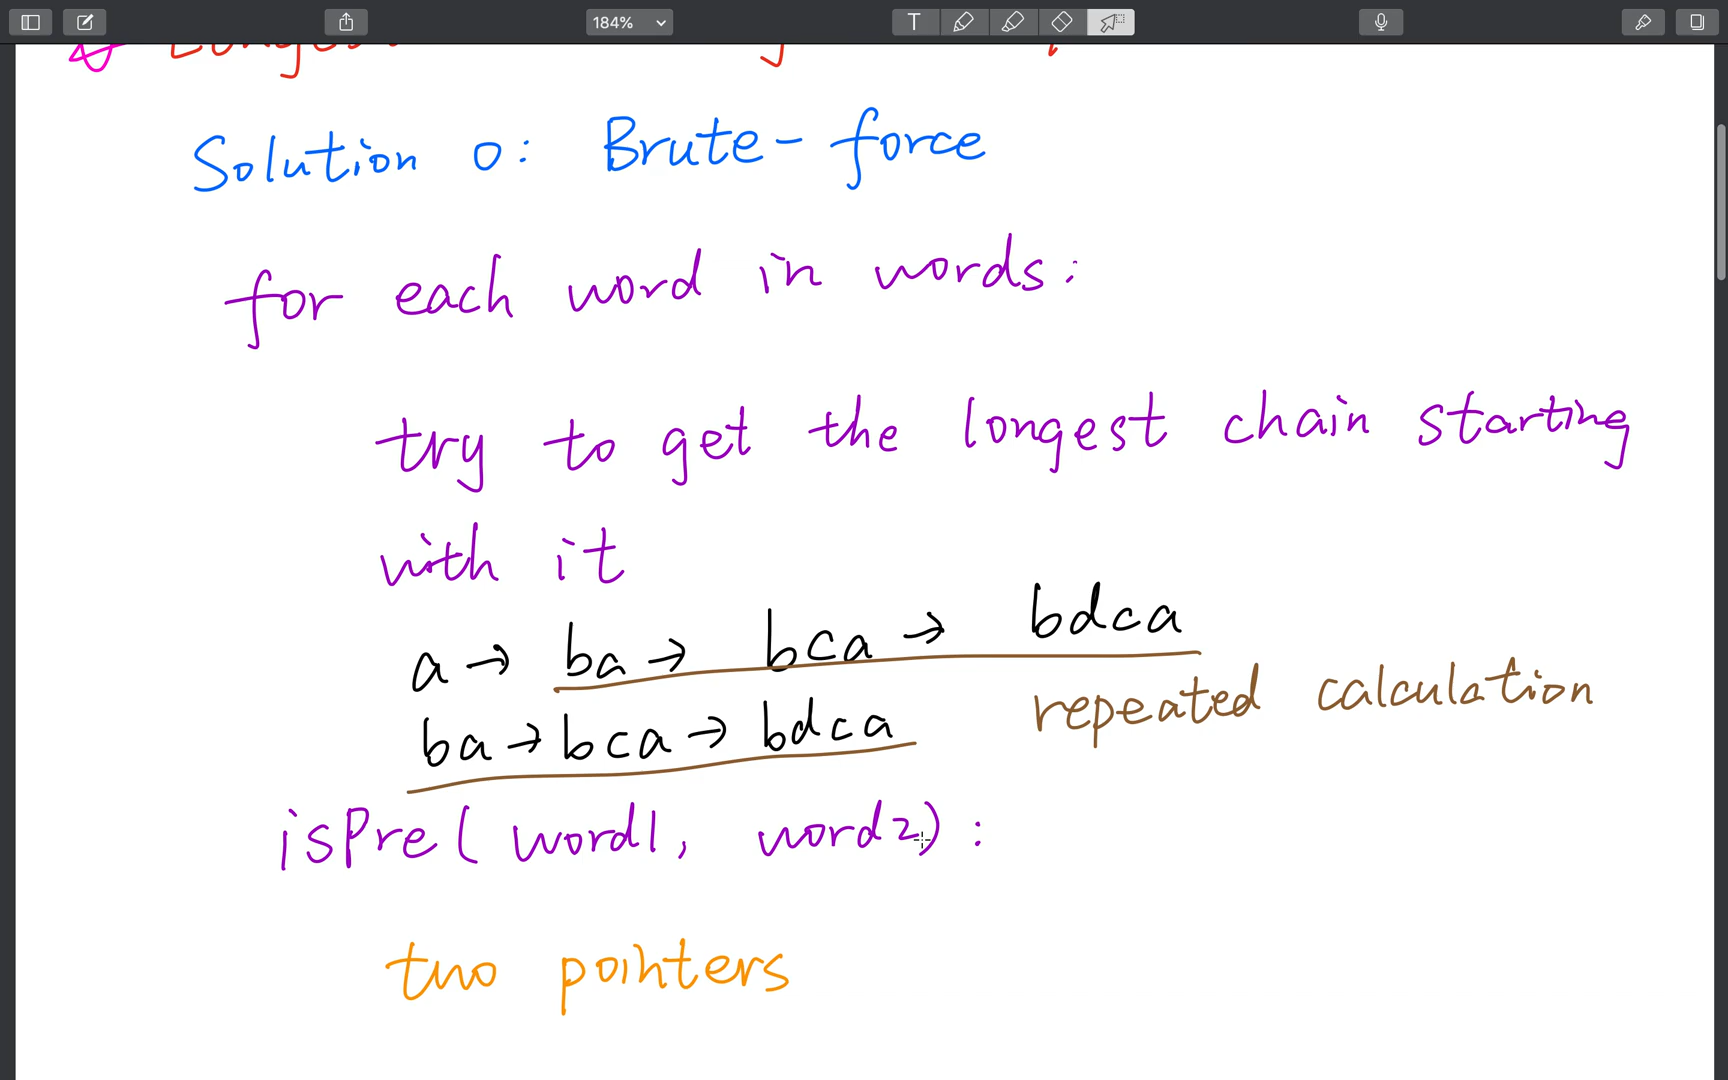 184%
T
Solution 0: Brute-force
for each word in words:
try to get the longest chain starting
with it
a → ba → bca → bdca
ba → bca → bdca
repeated calculation
isPre(word1, word2):
two pointers